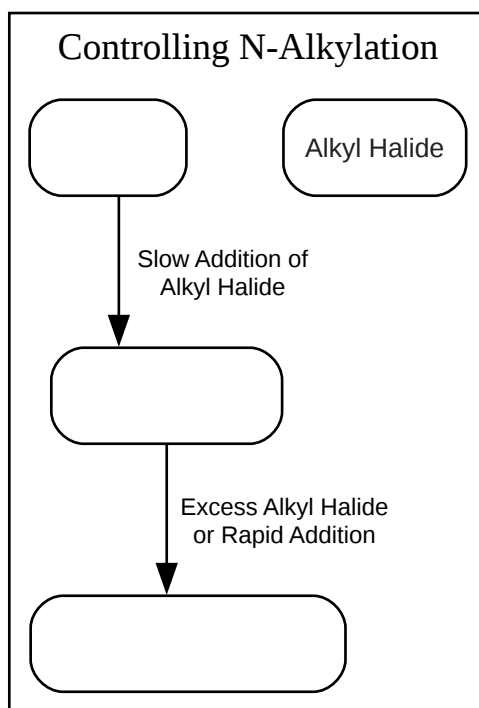 Controlling N-Alkylation
Alkyl Halide
Slow Addition of
Alkyl Halide
Excess Alkyl Halide
or Rapid Addition